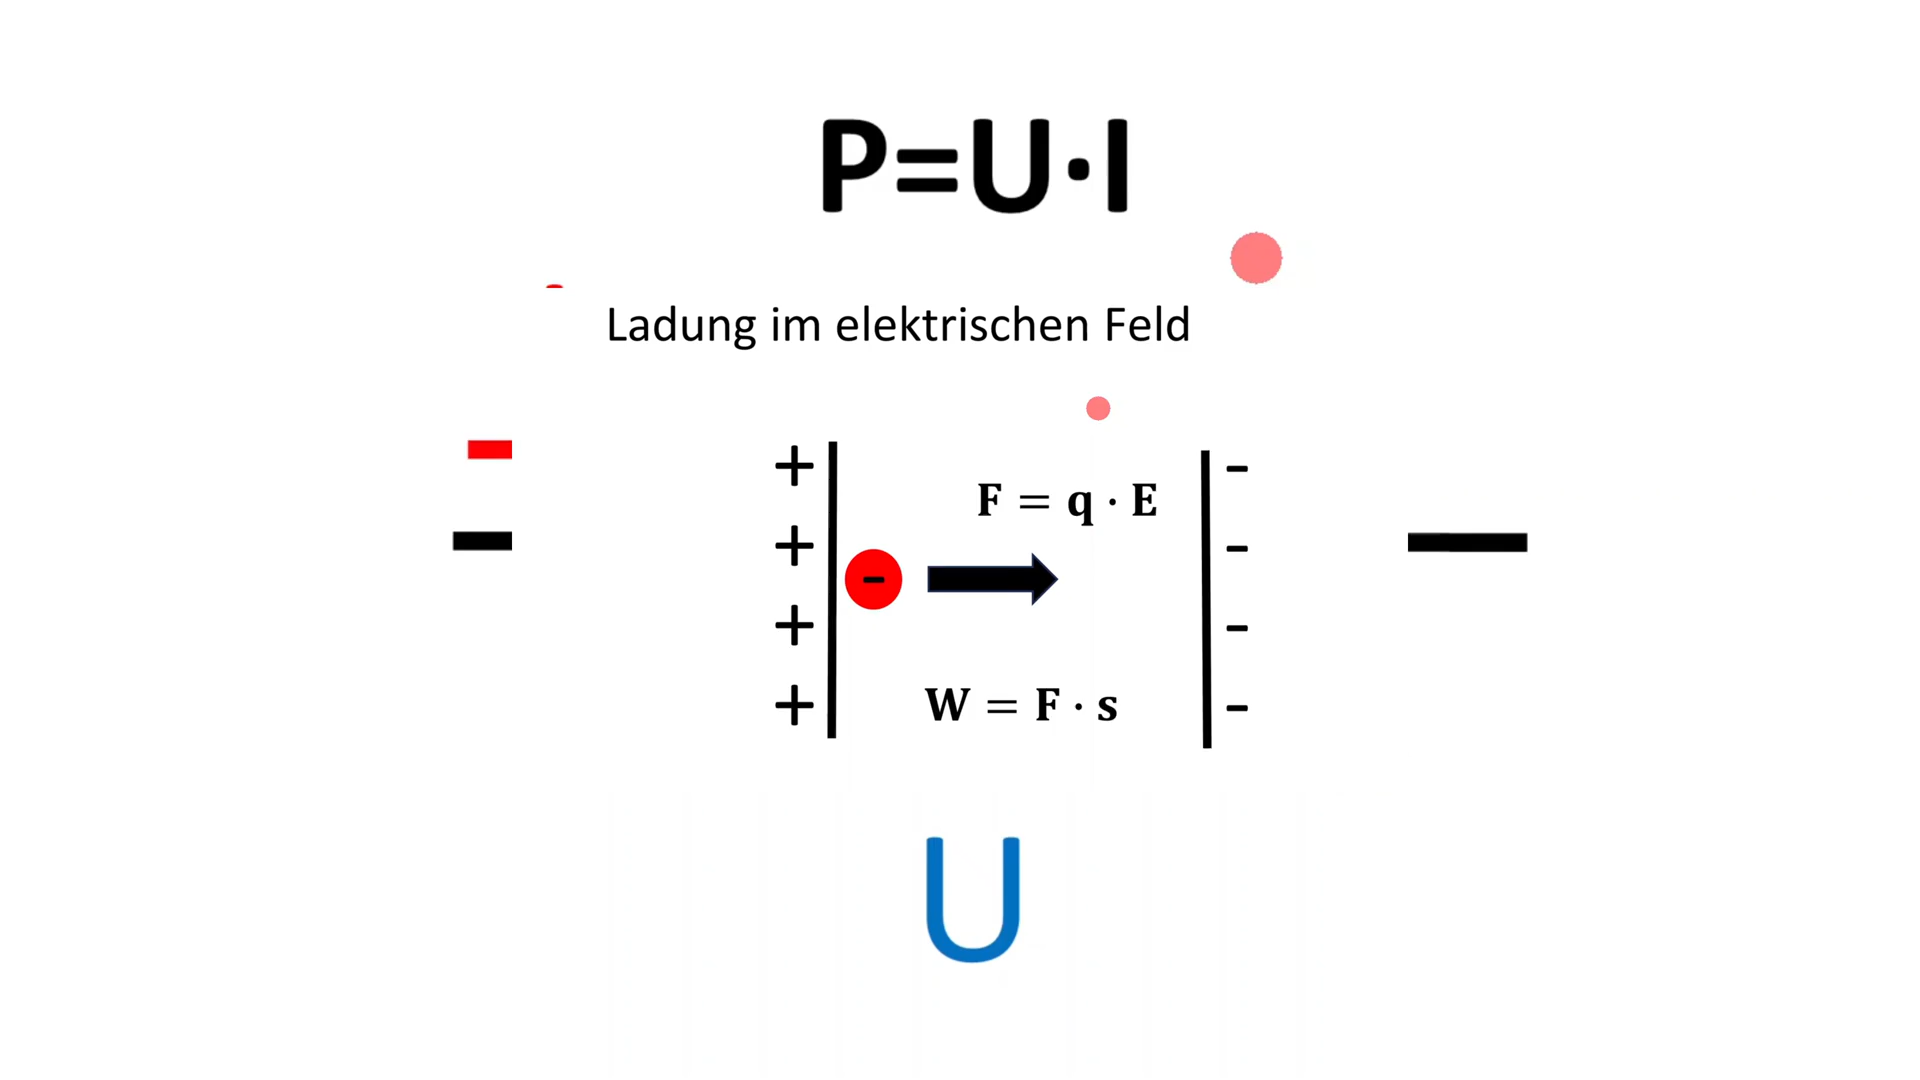 P=U·I
Ladung im elektrischen Feld
+ -
F = q · E
+ -
-
+ -
W = F · s
+ -
U